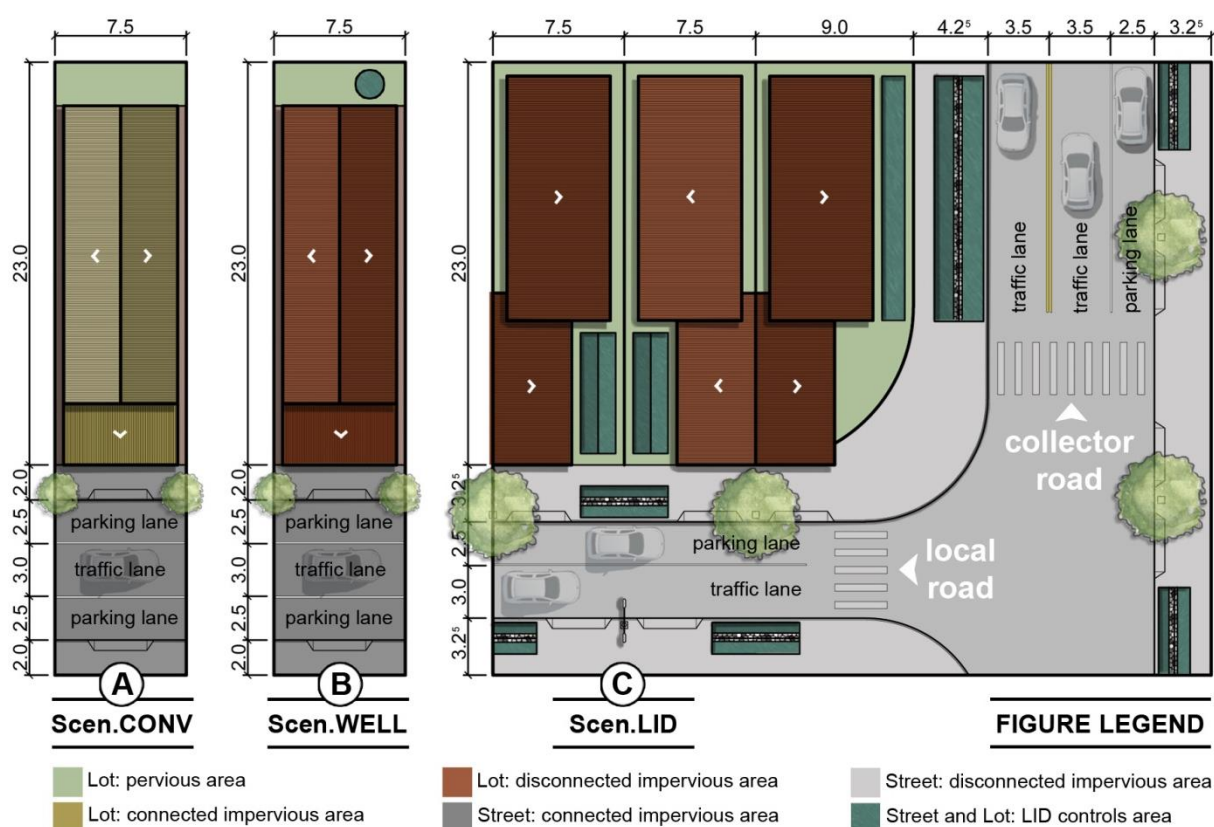 7.5
7.5
7.5
7.5
9.0
4.2⁵
3.5
3.5
2.5
3.2⁵
23.0
23.0
23.0
traffic lane
traffic lane
parking lane
collector
road
2.0
2.5
3.0
2.5
2.0
parking lane
traffic lane
parking lane
2.0
2.5
3.0
2.5
2.0
parking lane
traffic lane
parking lane
3.2⁵
2.5
3.0
3.2⁵
parking lane
traffic lane
local
road
A
B
C
Scen.CONV
Scen.WELL
Scen.LID
FIGURE LEGEND
Lot: pervious area
Lot: disconnected impervious area
Street: disconnected impervious area
Lot: connected impervious area
Street: connected impervious area
Street and Lot: LID controls area